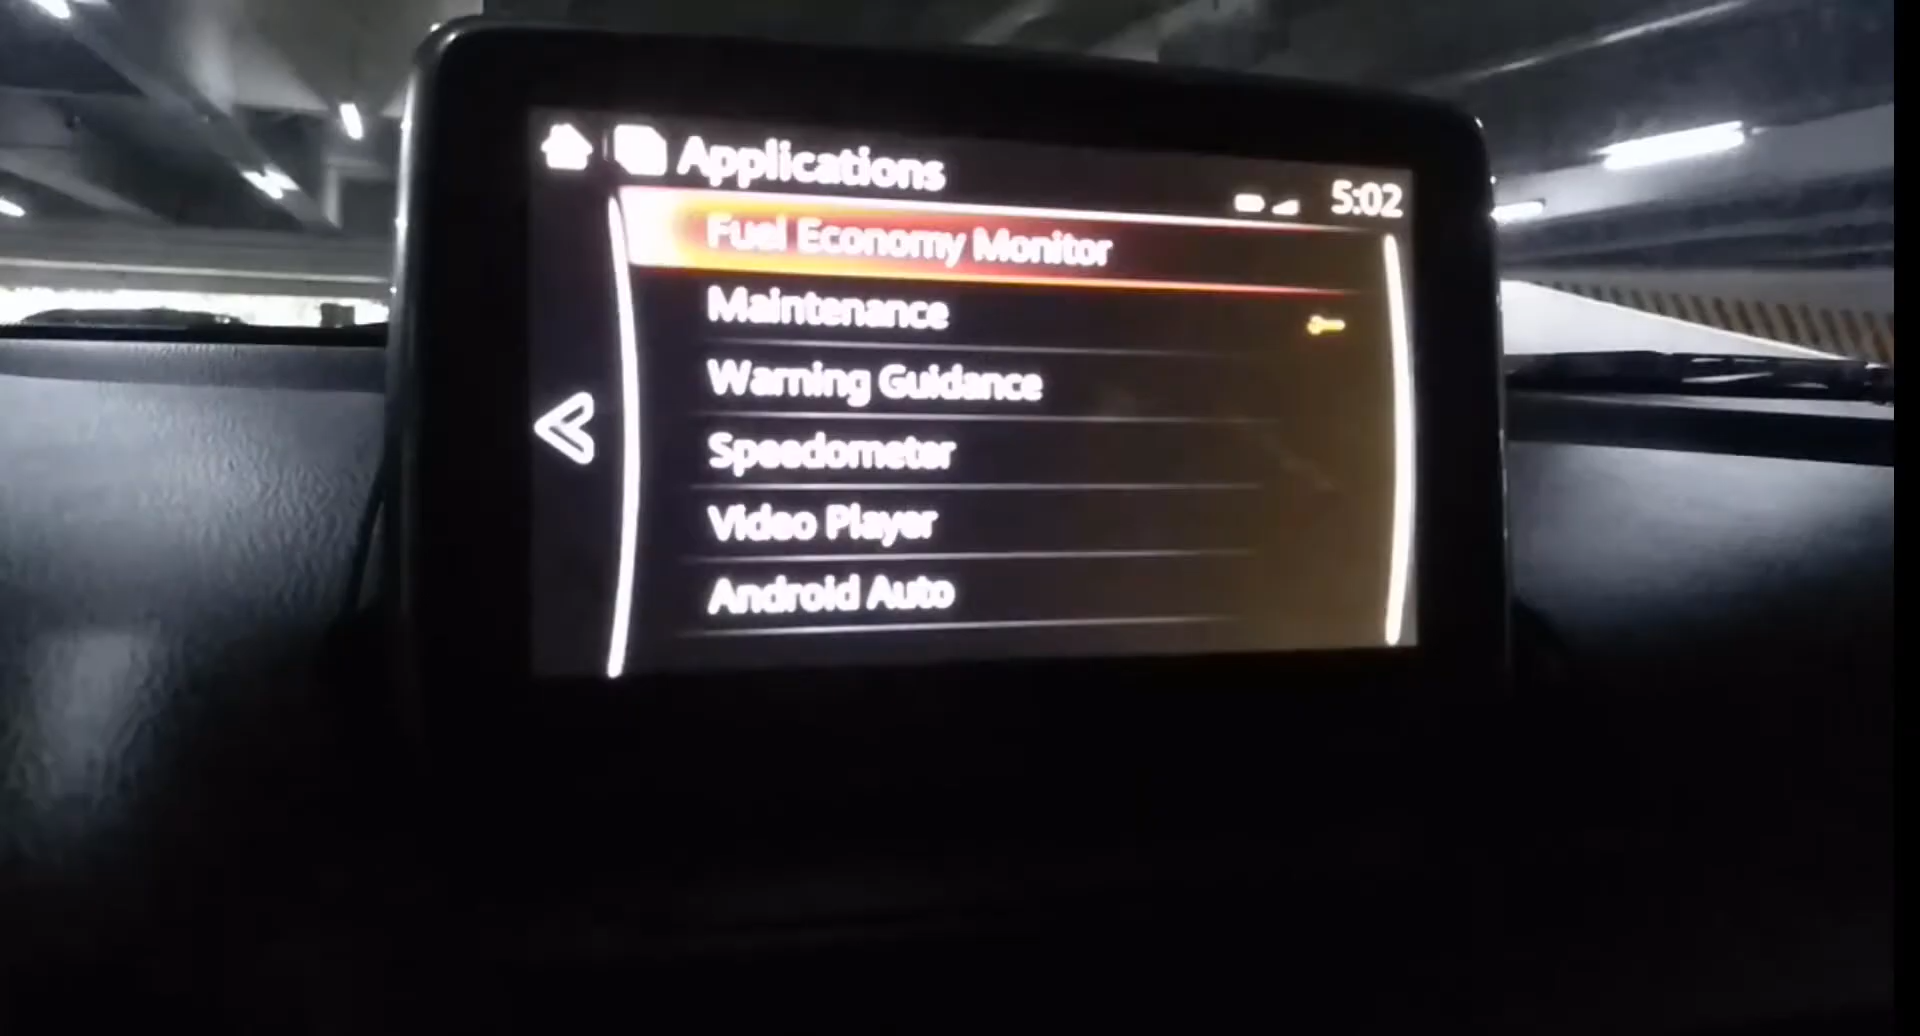 Applications
5:02
Fuel Economy Monitor
Maintenance
Warning Guidance
Speedometer
Video Player
Android Auto